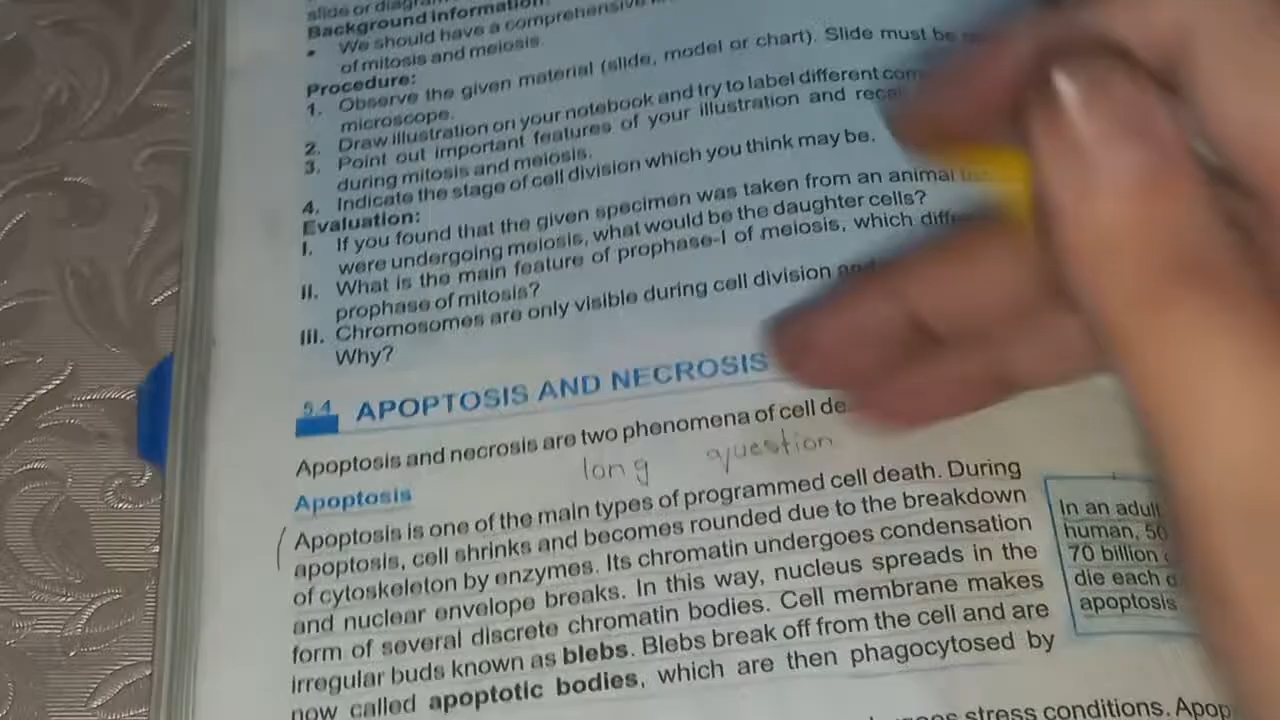 slide or
Background information:
• We should have a comprehensive
of mitosis and meiosis.
Procedure:
1. Observe the given material (slide, model or chart). Slide must be
microscope.
2. Draw illustration on your notebook and try to label different
3. Point out important features of your illustration and
during mitosis and meiosis.
4. Indicate the stage of cell division which you think may be.
Evaluation:
I. If you found that the given specimen was taken from an animal
were undergoing meiosis, what would be the daughter cells?
II. What is the main feature of prophase-I of meiosis, which
prophase of mitosis?
III. Chromosomes are only visible during cell division
Why?
5.4 APOPTOSIS AND NECROSIS
Apoptosis and necrosis are two phenomena of cell
long question
Apoptosis
Apoptosis is one of the main types of programmed cell death. During
apoptosis, cell shrinks and becomes rounded due to the breakdown
of cytoskeleton by enzymes. Its chromatin undergoes condensation
and nuclear envelope breaks. In this way, nucleus spreads in the
form of several discrete chromatin bodies. Cell membrane makes
irregular buds known as blebs. Blebs break off from the cell and are
now called apoptotic bodies, which are then phagocytosed by
stress conditions.
In an adult
human, 50
70 billion
die each
apoptosis